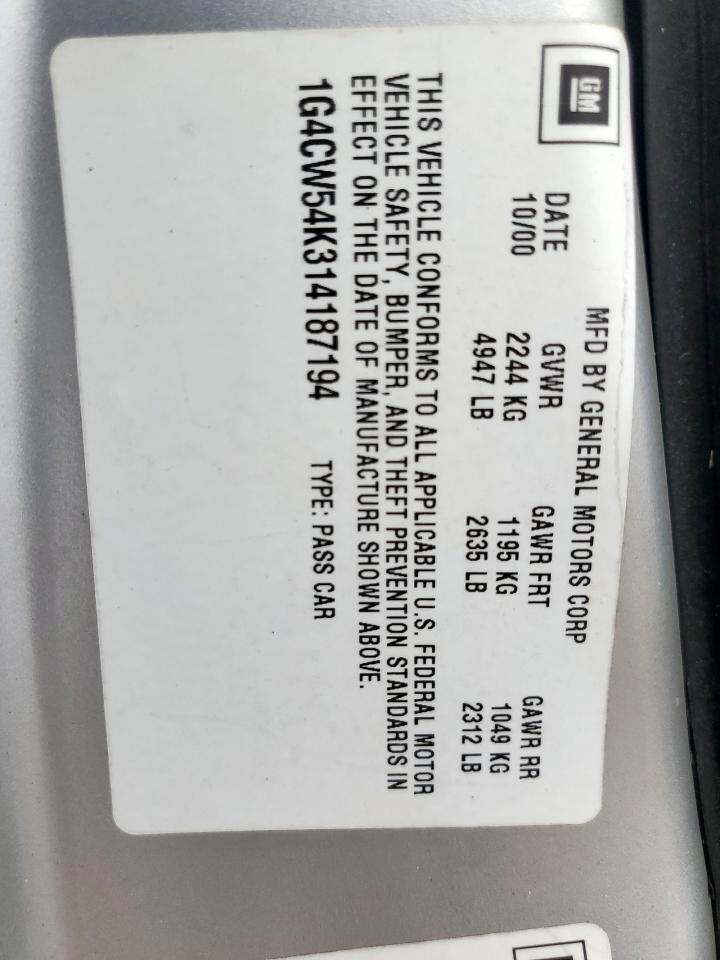 GM
MFD BY GENERAL MOTORS CORP
DATE GVWR GAWR FRT GAWR RR
10/00 2244 KG 1195 KG 1049 KG
4947 LB 2635 LB 2312 LB
THIS VEHICLE CONFORMS TO ALL APPLICABLE U.S. FEDERAL MOTOR
VEHICLE SAFETY, BUMPER, AND THEFT PREVENTION STANDARDS IN
EFFECT ON THE DATE OF MANUFACTURE SHOWN ABOVE.
1G4CW54K314187194 TYPE: PASS CAR